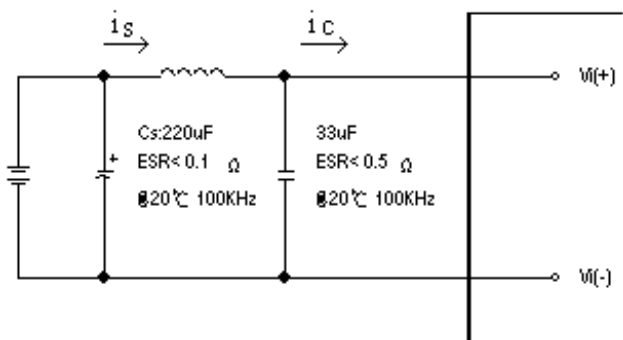 is
ic
Vi(+)
Cs:220uF
ESR<0.1 Ω
@20℃ 100KHz
33uF
ESR<0.5 Ω
@20℃ 100KHz
+
Vi(-)